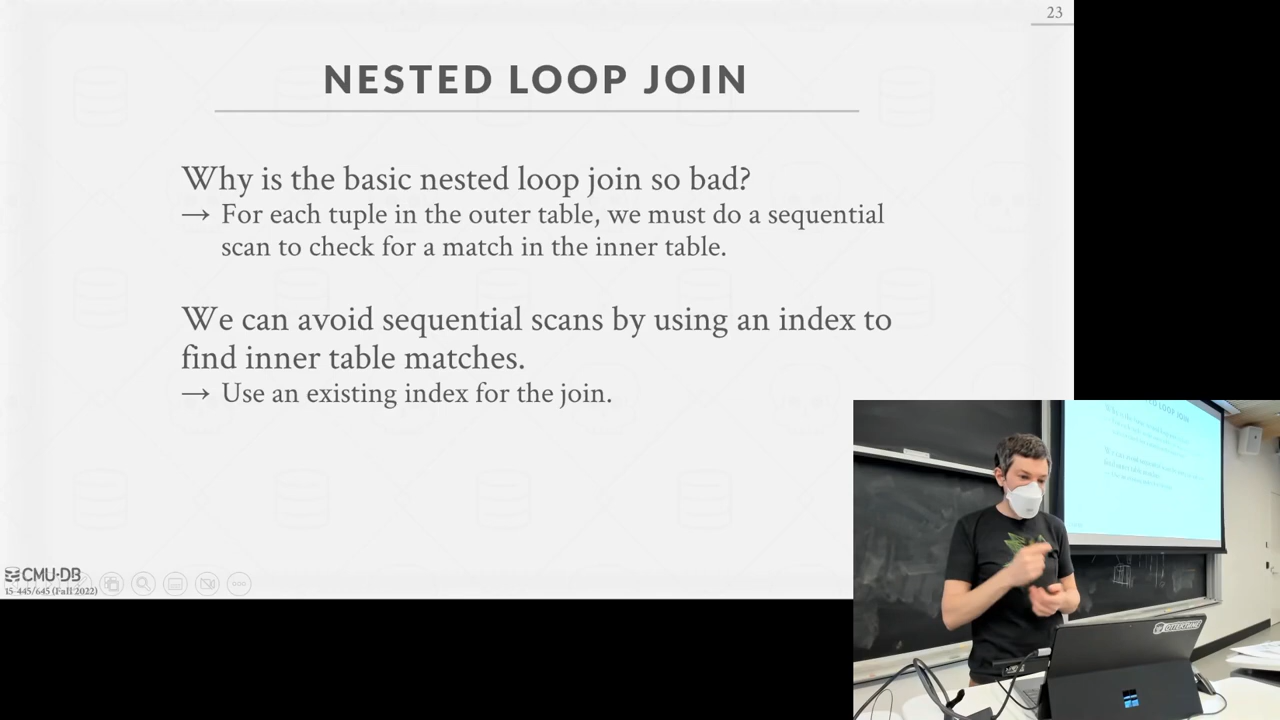 23
NESTED LOOP JOIN
Why is the basic nested loop join so bad?
→ For each tuple in the outer table, we must do a sequential
scan to check for a match in the inner table.
We can avoid sequential scans by using an index to
find inner table matches.
→ Use an existing index for the join.
CMU·DB
15-445/645 (Fall 2022)